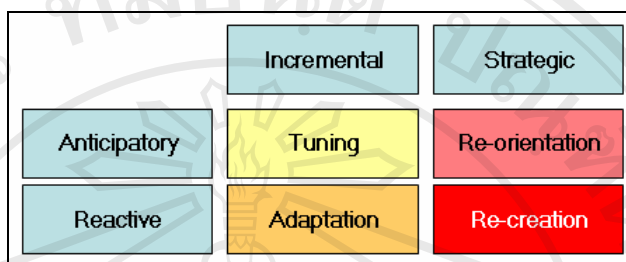 Incremental Strategic
Anticipatory Tuning Re-orientation
Reactive Adaptation Re-creation